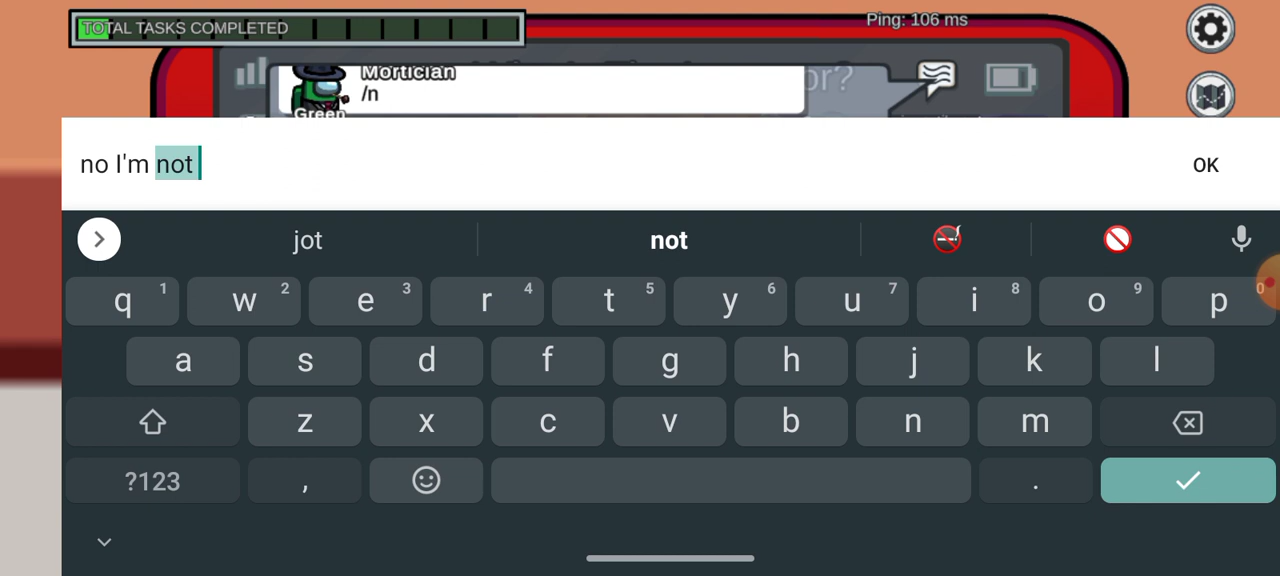 TOTAL TASKS COMPLETED
Ping: 106 ms
or?
Mortician
/n
Green
no I'm not
OK
jot not
q 1 w 2 e 3 r 4 t 5 y 6 u 7 i 8 o 9 p 0
a s d f g h j k l
z x c v b n m
?123 , .